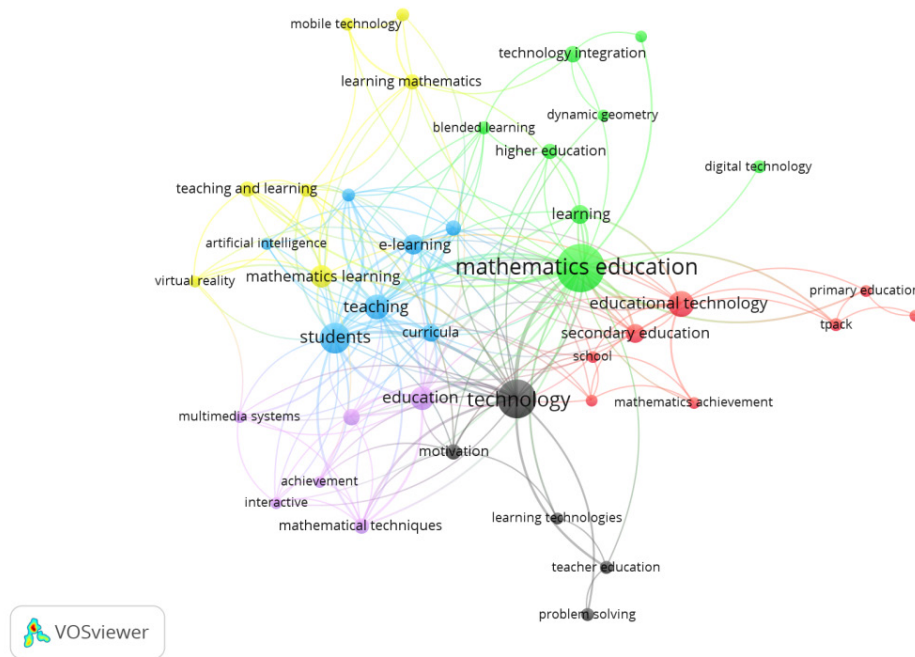 mobile technology
technology integration
learning mathematics
dynamic geometry
blended learning
higher education
digital technology
teaching and learning
learning
artificial intelligence
e-learning
mathematics education
virtual reality
mathematics learning
primary education
educational technology
teaching
tpack
students
curricula
secondary education
school
education
technology
mathematics achievement
multimedia systems
motivation
achievement
interactive
learning technologies
mathematical techniques
teacher education
problem solving
VOSviewer